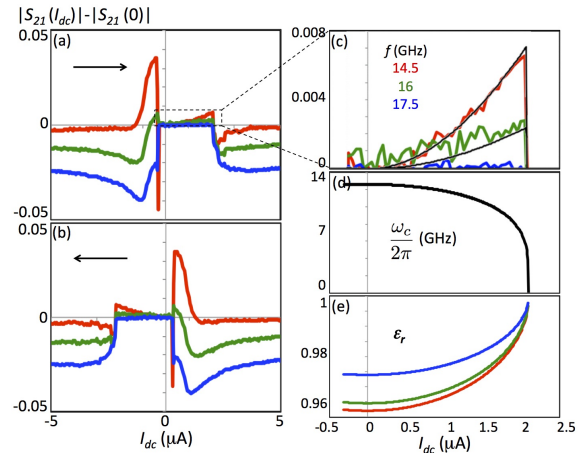 |S21(Idc)|-|S21(0)|
0.05
(a)
0
-0.05
(b)
0.05
0
-0.05
-5
0
5
Idc (μA)
0.008
(c)
f (GHz)
14.5
16
17.5
0.004
0
14
(d)
ωc/2π (GHz)
7
0
1
(e)
εr
0.98
0.96
0
0.5
1
1.5
2
2.5
Idc (μA)